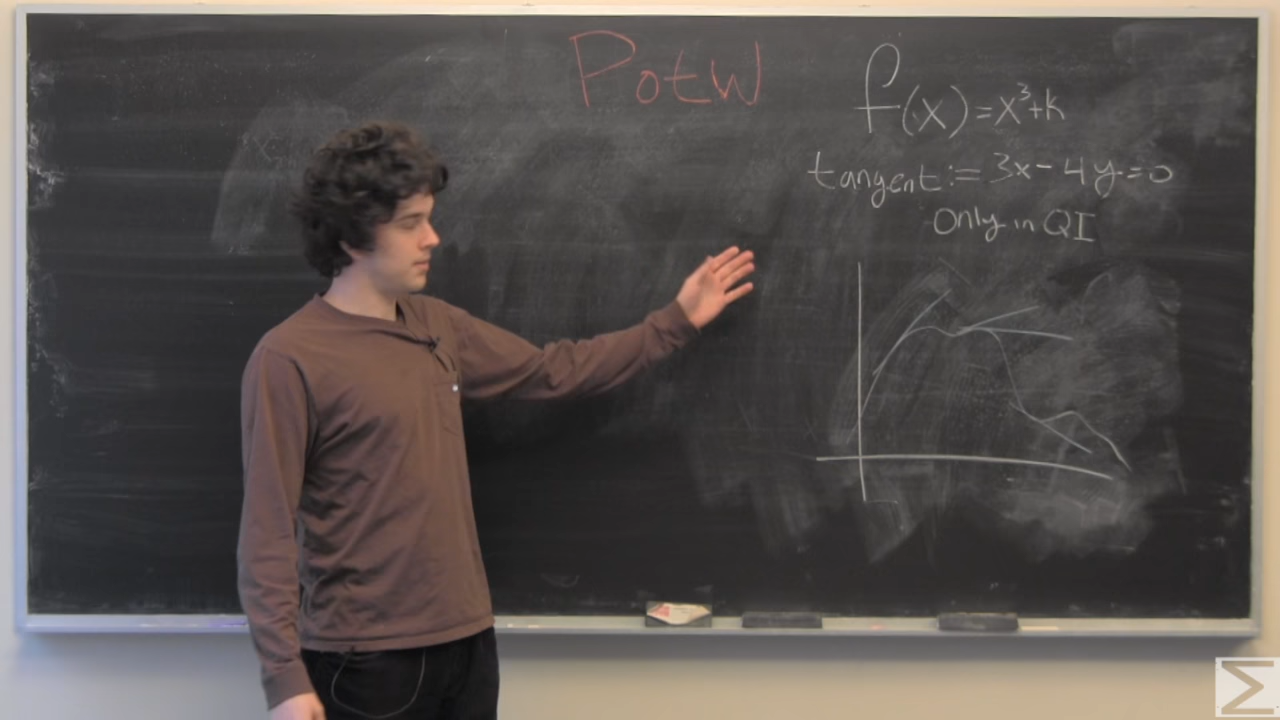 PotW
f(x)=x³+k
tangent:= 3x-4y=0
Only in QI
Σ